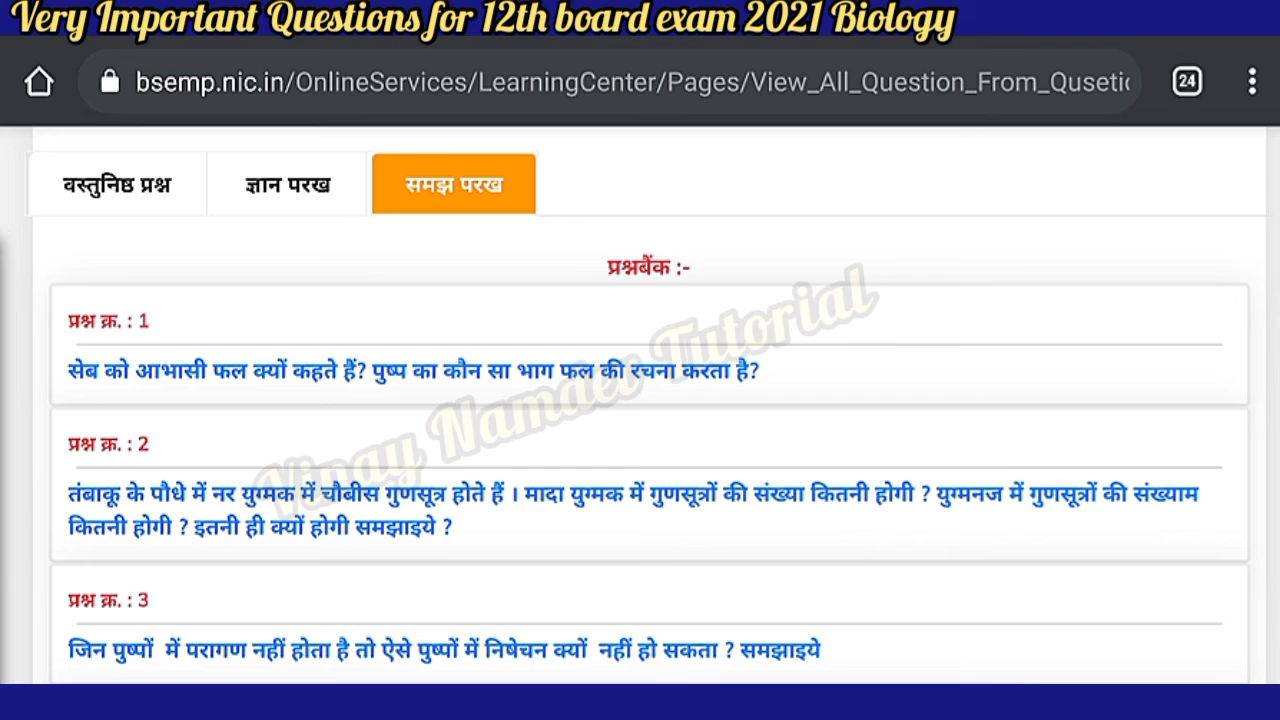 Very Important Questions for 12th board exam 2021 Biology
bsemp.nic.in/OnlineServices/LearningCenter/Pages/View_All_Question_From_Qusetic
24
वस्तुनिष्ठ प्रश्न ज्ञान परख समझ परख
प्रश्नबैंक :-
प्रश्न क्र. : 1
सेब को आभासी फल क्यों कहते हैं? पुष्प का कौन सा भाग फल की रचना करता है?
प्रश्न क्र. : 2
तंबाकू के पौधे में नर युग्मक में चौबीस गुणसूत्र होते हैं । मादा युग्मक में गुणसूत्रों की संख्या कितनी होगी ? युग्मनज में गुणसूत्रों की संख्याम
कितनी होगी ? इतनी ही क्यों होगी समझाइये ?
प्रश्न क्र. : 3
जिन पुष्पों में परागण नहीं होता है तो ऐसे पुष्पों में निषेचन क्यों नहीं हो सकता ? समझाइये
Vinay Namdev Tutorial